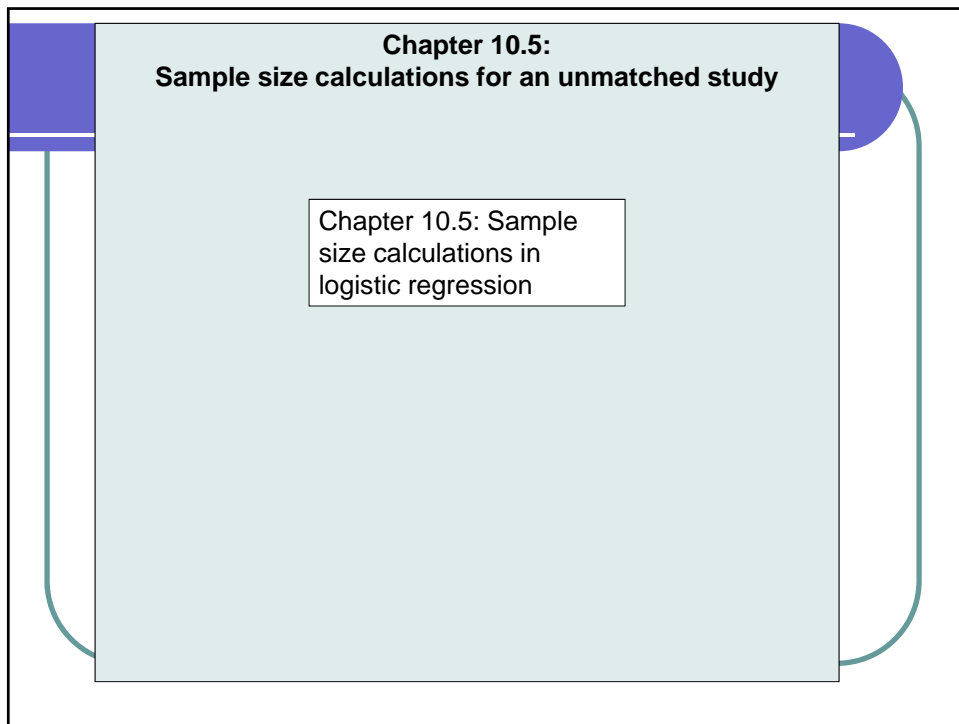 Chapter 10.5:
Sample size calculations for an unmatched study
Chapter 10.5: Sample
size calculations in
logistic regression